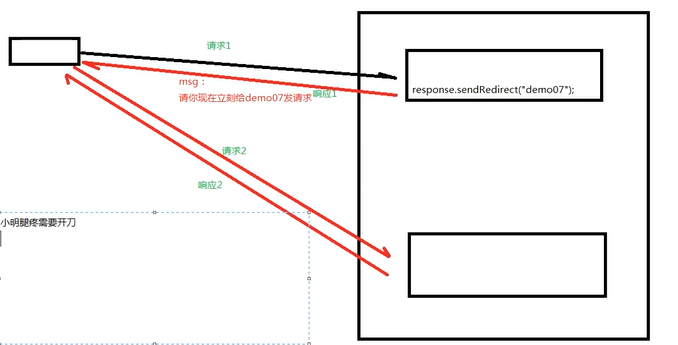 请求1
msg：
请你现在立刻给demo07发请求
响应1
response.sendRedirect("demo07");
请求2
响应2
小明腿疼需要开刀